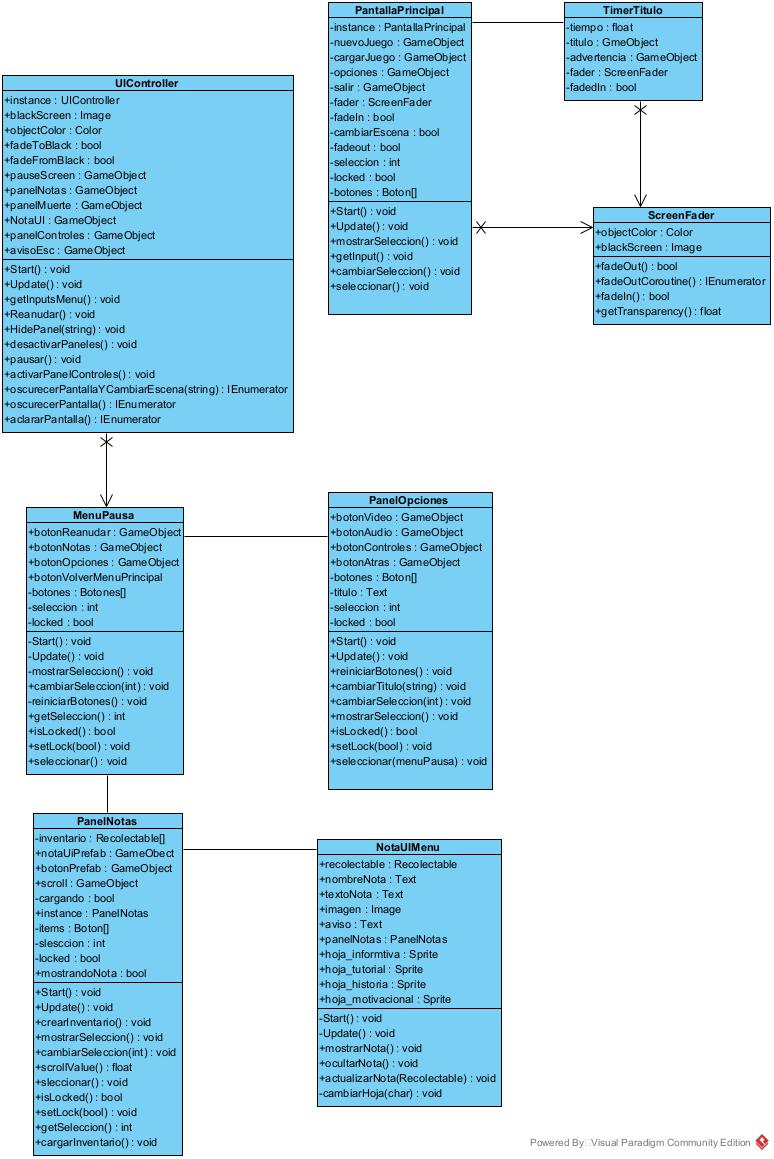 PantallaPrincipal
-instance : PantallaPrincipal
-nuevoJuego : GameObject
-cargarJuego : GameObject
-opciones : GameObject
-salir : GameObject
-fader : ScreenFader
-fadeIn : bool
-cambiarEscena : bool
-fadeout : bool
-seleccion : int
-locked : bool
-botones : Boton[]
+Start() : void
+Update() : void
+mostrarSeleccion() : void
+getInput() : void
+cambiarSeleccion() : void
+seleccionar() : void
TimerTitulo
-tiempo : float
-titulo : GmeObject
-advertencia : GameObject
-fader : ScreenFader
-fadedIn : bool
ScreenFader
+objectColor : Color
+blackScreen : Image
+fadeOut() : bool
+fadeOutCoroutine() : IEnumerator
+fadeIn() : bool
+getTransparency() : float
UIController
+instance : UIController
+blackScreen : Image
+objectColor : Color
+fadeToBlack : bool
+fadeFromBlack : bool
+pauseScreen : GameObject
+panelNotas : GameObject
+panelMuerte : GameObject
+NotaUI : GameObject
+panelControles : GameObject
+avisoEsc : GameObject
+Start() : void
+Update() : void
+getInputsMenu() : void
+Reanudar() : void
+HidePanel(string) : void
+desactivarPaneles() : void
+pausar() : void
+activarPanelControles() : void
+oscurecerPantallaYCambiarEscena(string) : IEnumerator
+oscurecerPantalla() : IEnumerator
+aclararPantalla() : IEnumerator
MenuPausa
+botonReanudar : GameObject
+botonNotas : GameObject
+botonOpciones : GameObject
+botonVolverMenuPrincipal
-botones : Botones[]
-seleccion : int
-locked : bool
-Start() : void
-Update() : void
-mostrarSeleccion() : void
+cambiarSeleccion(int) : void
-reiniciarBotones() : void
+getSeleccion() : int
+isLocked() : bool
+setLock(bool) : void
+seleccionar() : void
PanelOpciones
+botonVideo : GameObject
+botonAudio : GameObject
+botonControles : GameObject
+botonAtras : GameObject
-botones : Boton[]
-titulo : Text
-seleccion : int
-locked : bool
+Start() : void
+Update() : void
+reiniciarBotones() : void
+cambiarTitulo(string) : void
+cambiarSeleccion(int) : void
+mostrarSeleccion() : void
+isLocked() : bool
+setLock(bool) : void
+seleccionar(menuPausa) : void
PanelNotas
-inventario : Recolectable[]
+notaUiPrefab : GameObect
+botonPrefab : GameObject
+scroll : GameObject
-cargando : bool
+instance : PanelNotas
-items : Boton[]
-slesccion : int
-locked : bool
+mostrandoNota : bool
+Start() : void
+Update() : void
+crearInventario() : void
+mostrarSeleccion() : void
+cambiarSeleccion(int) : void
+scrollValue() : float
+sleccionar() : void
+isLocked() : bool
+setLock(bool) : void
+getSeleccion() : int
+cargarInventario() : void
NotaUIMenu
+recolectable : Recolectable
+nombreNota : Text
+textoNota : Text
+imagen : Image
+aviso : Text
+panelNotas : PanelNotas
+hoja_informtiva : Sprite
+hoja_tutorial : Sprite
+hoja_historia : Sprite
+hoja_motivacional : Sprite
-Start() : void
-Update() : void
+mostrarNota() : void
+ocultarNota() : void
+actualizarNota(Recolectable) : void
-cambiarHoja(char) : void
Powered By Visual Paradigm Community Edition